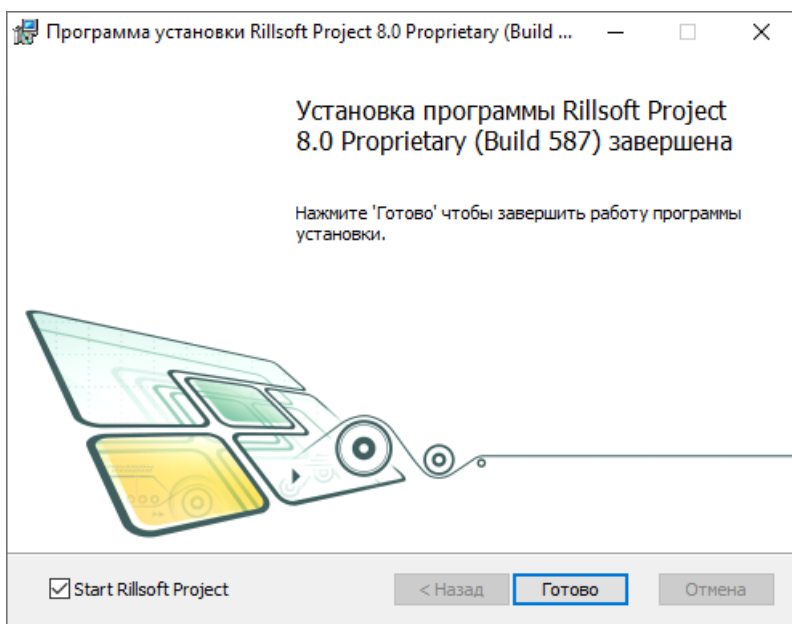 Программа установки Rillsoft Project 8.0 Proprietary (Build ...
Установка программы Rillsoft Project
8.0 Proprietary (Build 587) завершена
Нажмите 'Готово' чтобы завершить работу программы
установки.
Start Rillsoft Project
< Назад
Готово
Отмена